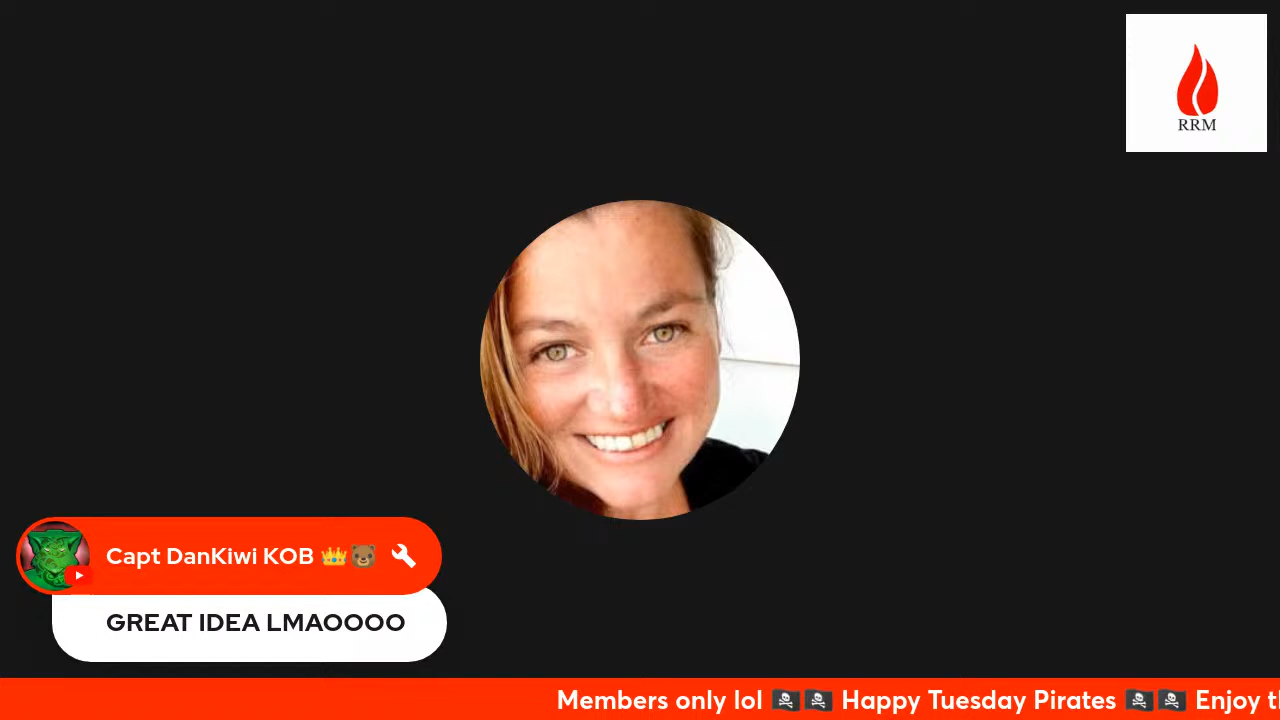 RRM
Capt DanKiwi KOB 👑🐻
GREAT IDEA LMAOOOO
Members only lol 🏴‍☠️🏴‍☠️ Happy Tuesday Pirates 🏴‍☠️🏴‍☠️ Enjoy